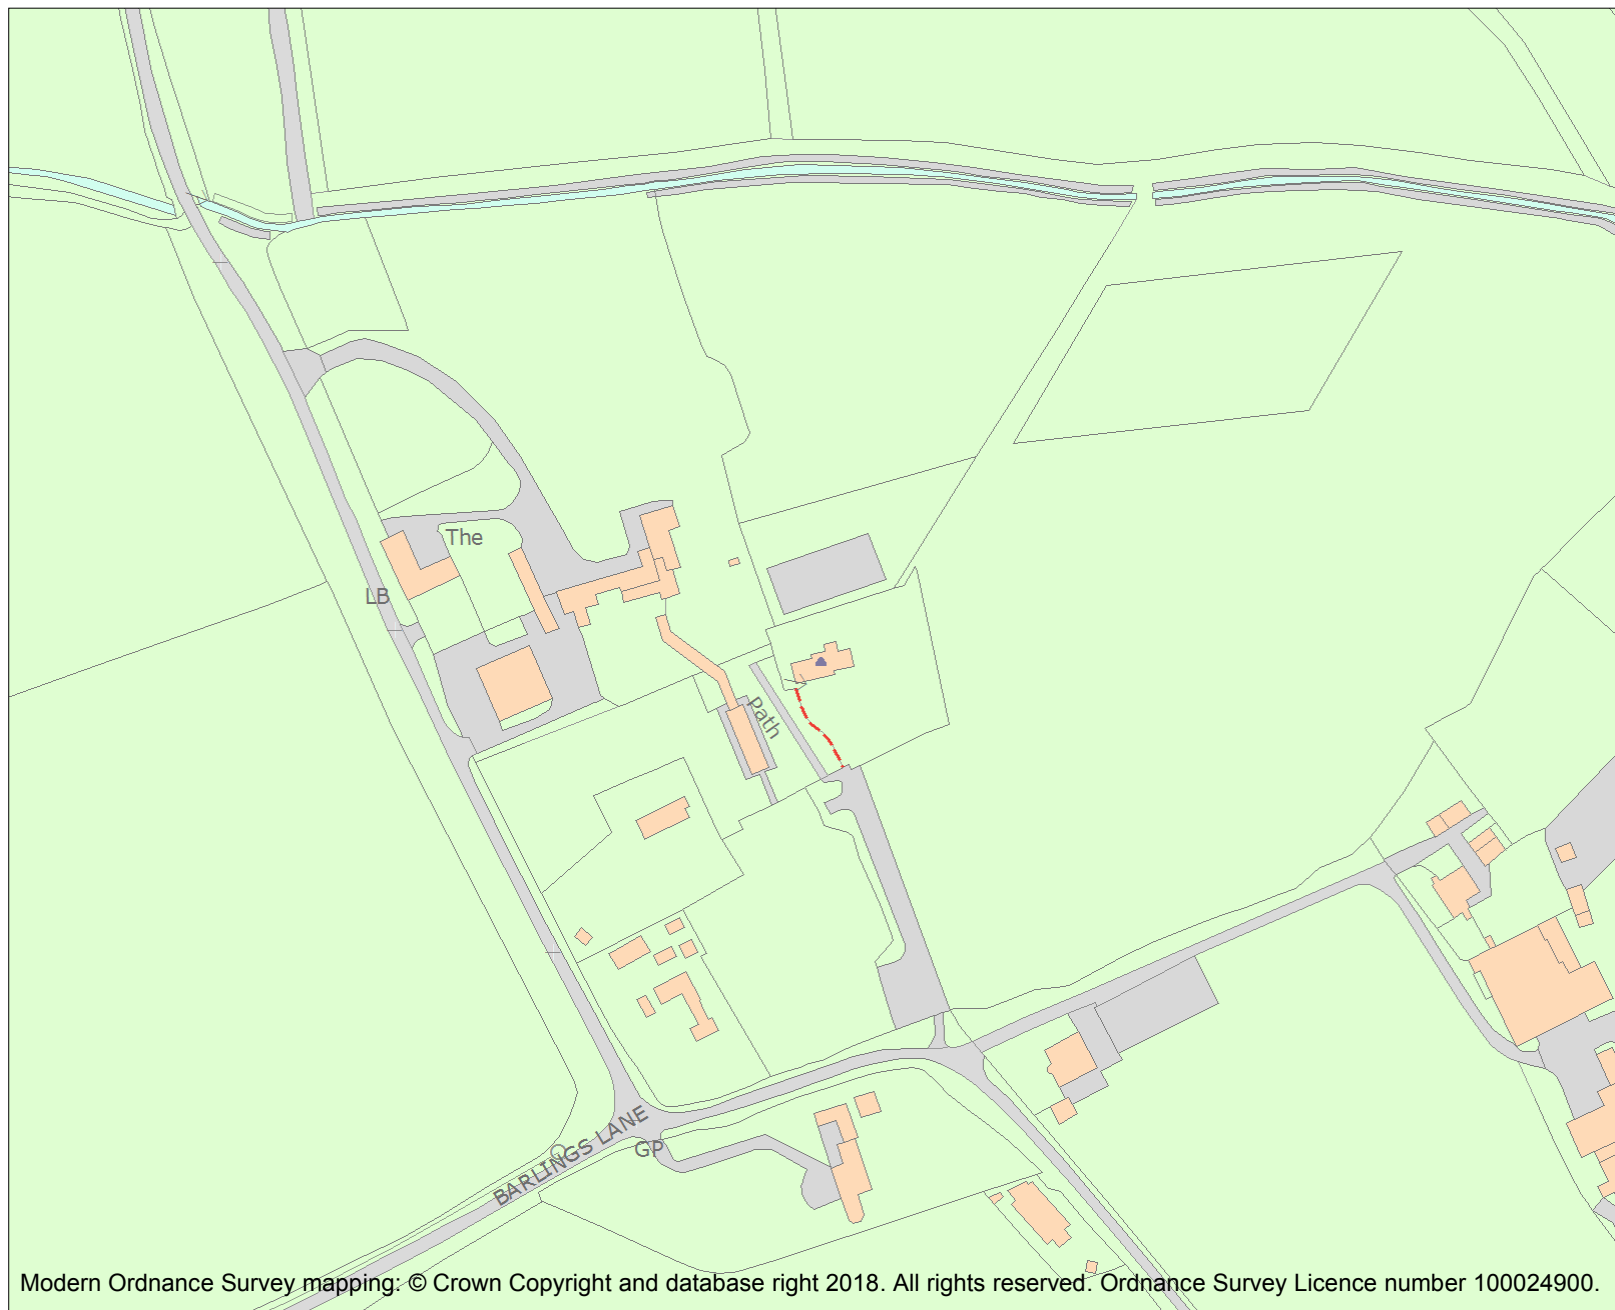 The
LB
Path
BARLINGS LANE
GP
Modern Ordnance Survey mapping: © Crown Copyright and database right 2018. All rights reserved. Ordnance Survey Licence number 100024900.